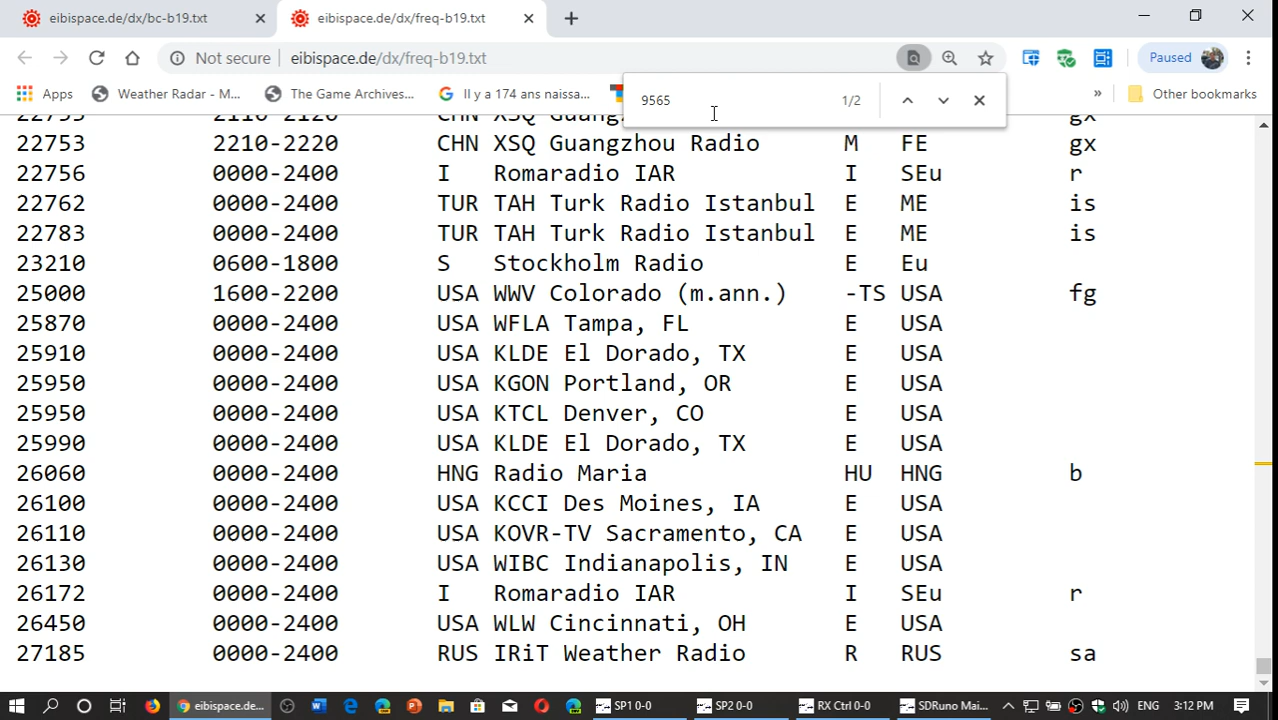 eibispace.de/dx/bc-b19.txt eibispace.de/dx/freq-b19.txt
Not secure eibispace.de/dx/freq-b19.txt Paused
Apps Weather Radar - M... The Game Archives... Il y a 174 ans naissa... » Other bookmarks
9565 1/2
22753 2210-2220 CHN XSQ Guangzhou Radio M FE gx
22756 0000-2400 I Romaradio IAR I SEu r
22762 0000-2400 TUR TAH Turk Radio Istanbul E ME is
22783 0000-2400 TUR TAH Turk Radio Istanbul E ME is
23210 0600-1800 S Stockholm Radio E Eu
25000 1600-2200 USA WWV Colorado (m.ann.) -TS USA fg
25870 0000-2400 USA WFLA Tampa, FL E USA
25910 0000-2400 USA KLDE El Dorado, TX E USA
25950 0000-2400 USA KGON Portland, OR E USA
25950 0000-2400 USA KTCL Denver, CO E USA
25990 0000-2400 USA KLDE El Dorado, TX E USA
26060 0000-2400 HNG Radio Maria HU HNG b
26100 0000-2400 USA KCCI Des Moines, IA E USA
26110 0000-2400 USA KOVR-TV Sacramento, CA E USA
26130 0000-2400 USA WIBC Indianapolis, IN E USA
26172 0000-2400 I Romaradio IAR I SEu r
26450 0000-2400 USA WLW Cincinnati, OH E USA
27185 0000-2400 RUS IRiT Weather Radio R RUS sa
eibispace.de... SP1 0-0 SP2 0-0 RX Ctrl 0-0 SDRuno Mai... ENG 3:12 PM